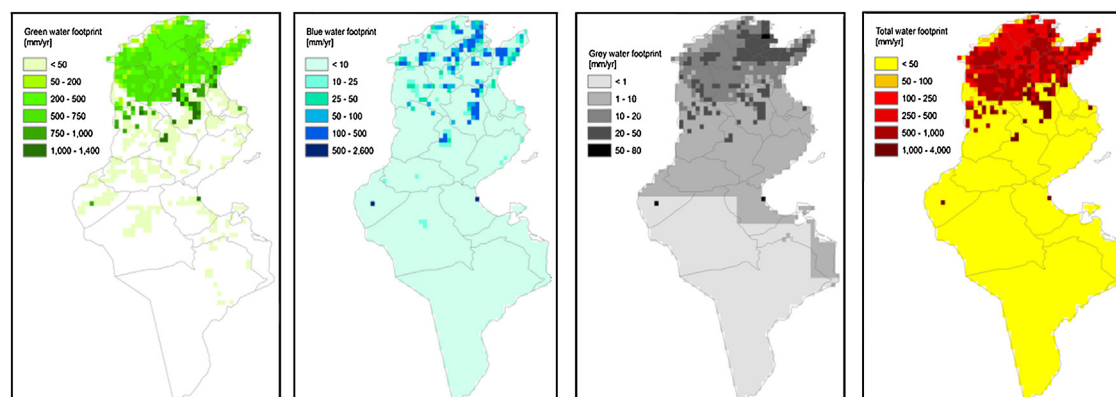 Green water footprint
[mm/yr]
< 50
50 - 200
200 - 500
500 - 750
750 - 1,000
1,000 - 1,400
Blue water footprint
[mm/yr]
< 10
10 - 25
25 - 50
50 - 100
100 - 500
500 - 2,600
Grey water footprint
[mm/yr]
< 1
1 - 10
10 - 20
20 - 50
50 - 80
Total water footprint
[mm/yr]
< 50
50 - 100
100 - 250
250 - 500
500 - 1,000
1,000 - 4,000